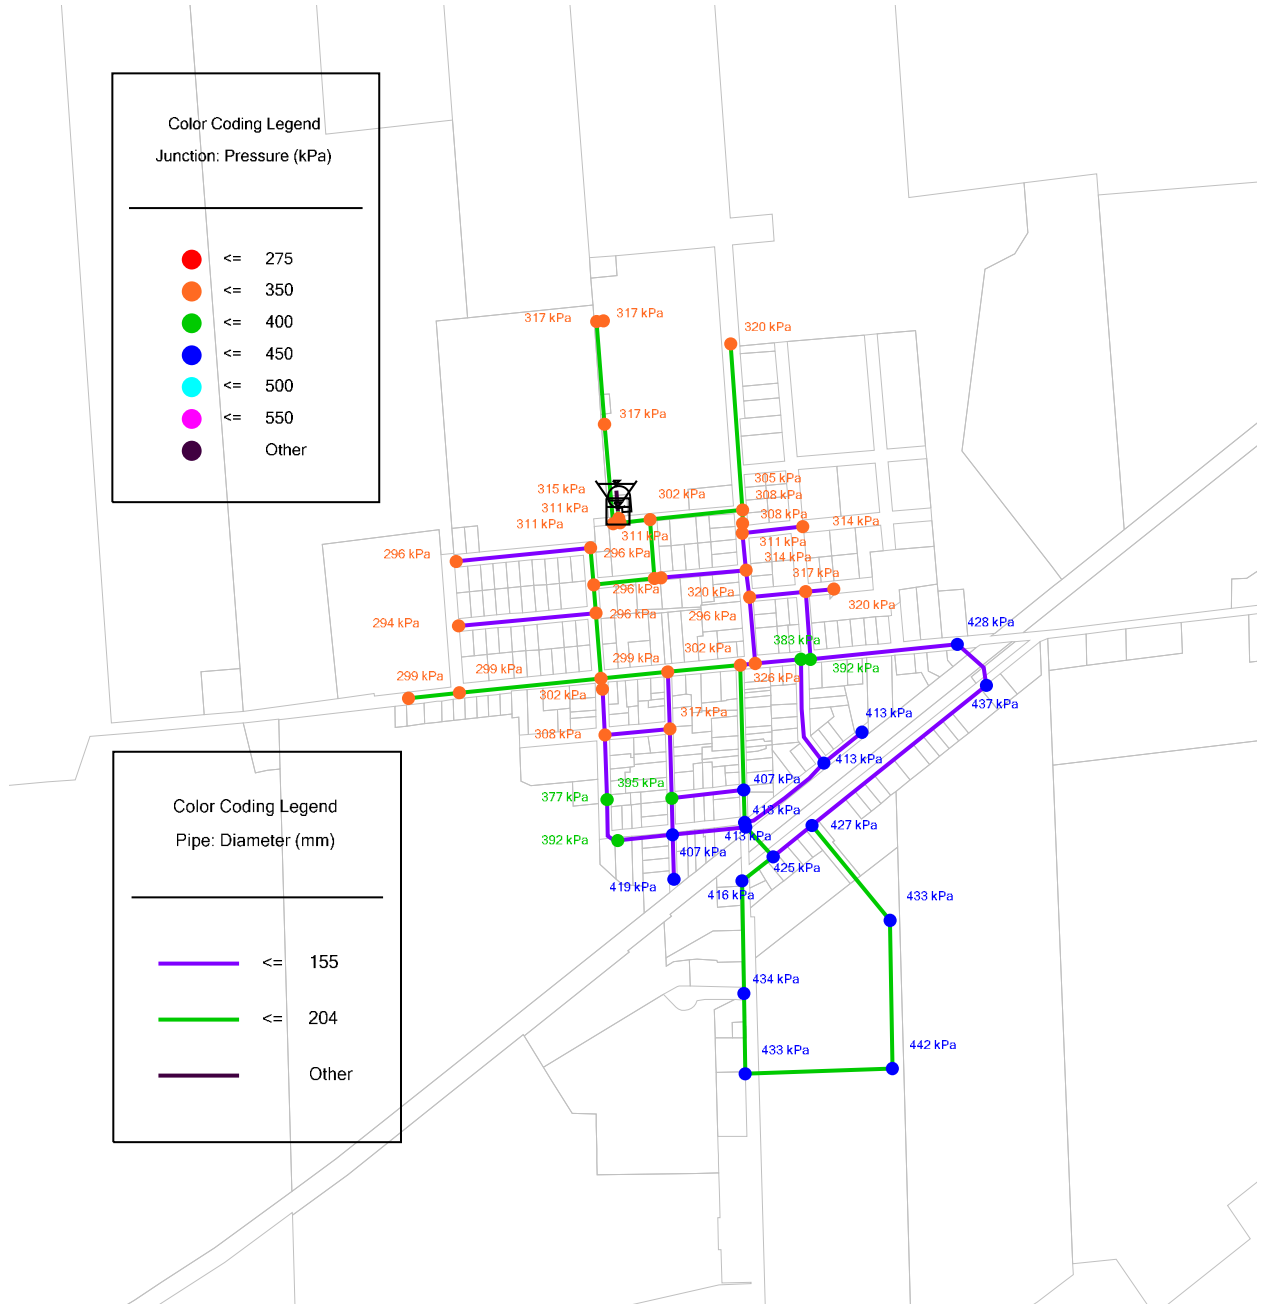 Color Coding Legend
Junction: Pressure (kPa)
<= 275
<= 350
<= 400
<= 450
<= 500
<= 550
Other
317 kPa
317 kPa
320 kPa
317 kPa
305 kPa
315 kPa
302 kPa
308 kPa
311 kPa
308 kPa
311 kPa
314 kPa
311 kPa
311 kPa
296 kPa
296 kPa
314 kPa
317 kPa
296 kPa
320 kPa
320 kPa
294 kPa
296 kPa
296 kPa
428 kPa
383 kPa
302 kPa
299 kPa
299 kPa
392 kPa
299 kPa
326 kPa
302 kPa
437 kPa
317 kPa
413 kPa
308 kPa
413 kPa
395 kPa
407 kPa
377 kPa
413 kPa
427 kPa
413 kPa
392 kPa
407 kPa
425 kPa
419 kPa
416 kPa
433 kPa
434 kPa
442 kPa
433 kPa
Color Coding Legend
Pipe: Diameter (mm)
<= 155
<= 204
Other